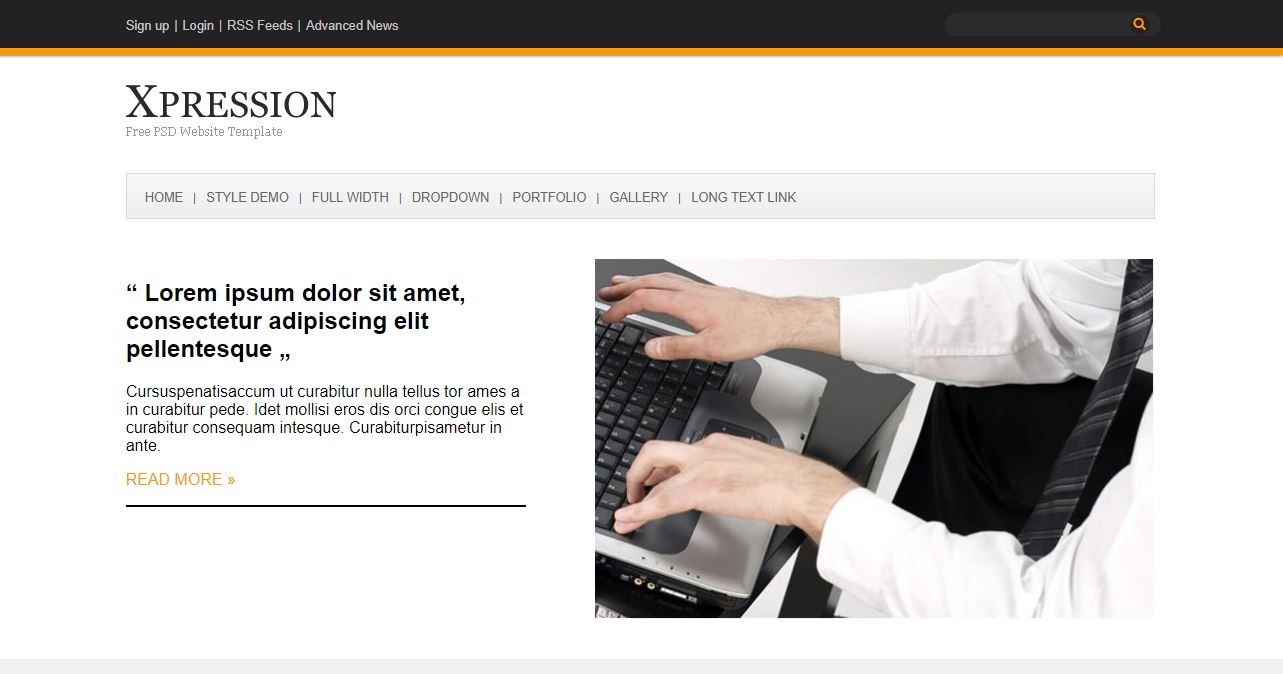 Sign up | Login | RSS Feeds | Advanced News
XPRESSION
Free PSD Website Template
HOME | STYLE DEMO | FULL WIDTH | DROPDOWN | PORTFOLIO | GALLERY | LONG TEXT LINK
“ Lorem ipsum dolor sit amet,
consectetur adipiscing elit
pellentesque „
Cursuspenatisaccum ut curabitur nulla tellus tor ames a
in curabitur pede. Idet mollisi eros dis orci congue elis et
curabitur consequam intesque. Curabiturpisametur in
ante.
READ MORE »